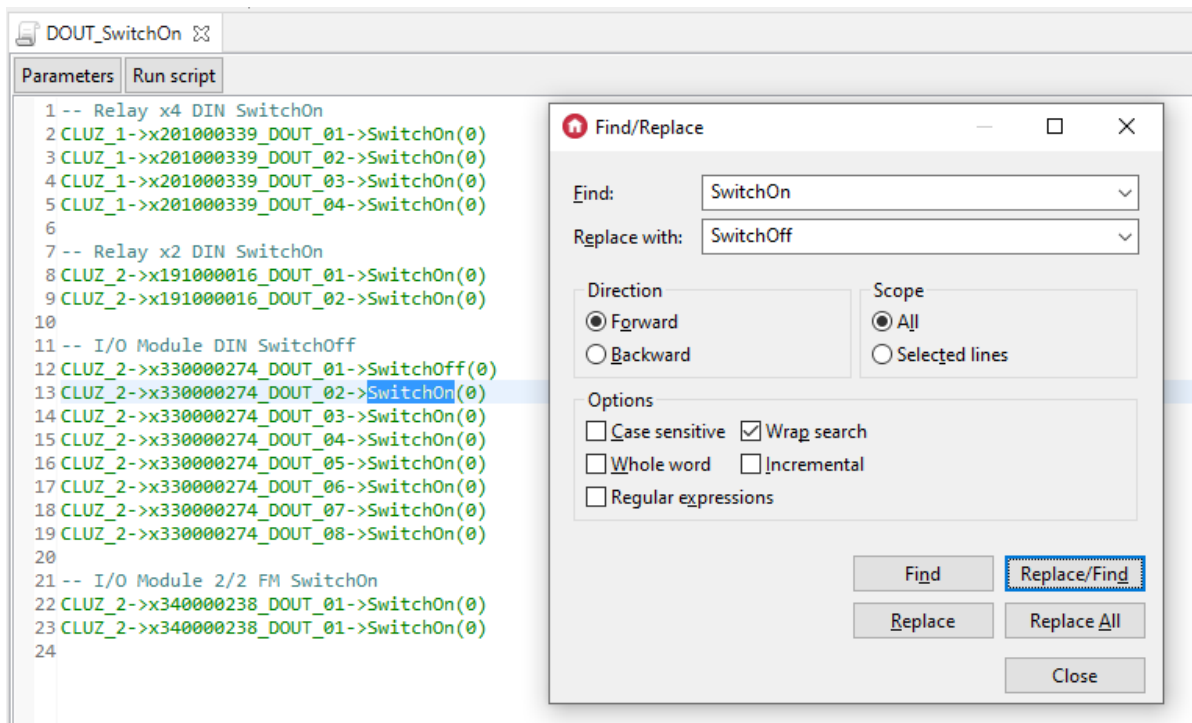 DOUT_SwitchOn
Parameters Run script
1 -- Relay x4 DIN SwitchOn
2 CLUZ_1->x201000339_DOUT_01->SwitchOn(0)
3 CLUZ_1->x201000339_DOUT_02->SwitchOn(0)
4 CLUZ_1->x201000339_DOUT_03->SwitchOn(0)
5 CLUZ_1->x201000339_DOUT_04->SwitchOn(0)
6
7 -- Relay x2 DIN SwitchOn
8 CLUZ_2->x191000016_DOUT_01->SwitchOn(0)
9 CLUZ_2->x191000016_DOUT_02->SwitchOn(0)
10
11 -- I/O Module DIN SwitchOff
12 CLUZ_2->x330000274_DOUT_01->SwitchOff(0)
13 CLUZ_2->x330000274_DOUT_02->SwitchOn(0)
14 CLUZ_2->x330000274_DOUT_03->SwitchOn(0)
15 CLUZ_2->x330000274_DOUT_04->SwitchOn(0)
16 CLUZ_2->x330000274_DOUT_05->SwitchOn(0)
17 CLUZ_2->x330000274_DOUT_06->SwitchOn(0)
18 CLUZ_2->x330000274_DOUT_07->SwitchOn(0)
19 CLUZ_2->x330000274_DOUT_08->SwitchOn(0)
20
21 -- I/O Module 2/2 FM SwitchOn
22 CLUZ_2->x340000238_DOUT_01->SwitchOn(0)
23 CLUZ_2->x340000238_DOUT_01->SwitchOn(0)
24
Find/Replace
Find: SwitchOn
Replace with: SwitchOff
Direction
Forward
Backward
Scope
All
Selected lines
Options
Case sensitive Wrap search
Whole word Incremental
Regular expressions
Find Replace/Find
Replace Replace All
Close